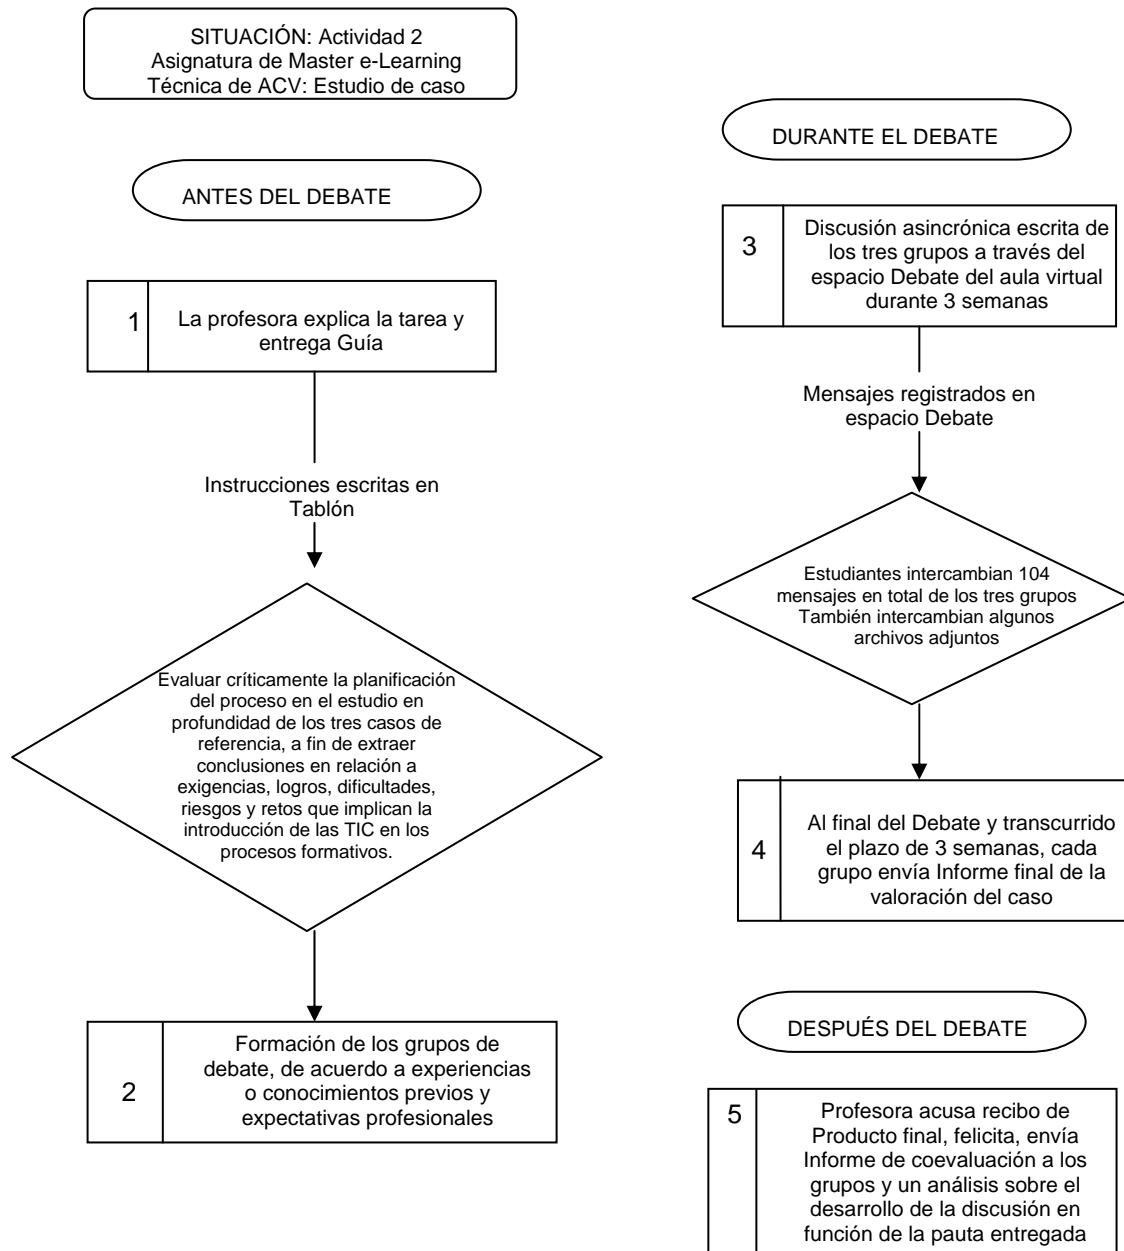 SITUACIÓN: Actividad 2
Asignatura de Master e-Learning
Técnica de ACV: Estudio de caso
ANTES DEL DEBATE
1
La profesora explica la tarea y
entrega Guía
Instrucciones escritas en
Tablón
Evaluar críticamente la planificación
del proceso en el estudio en
profundidad de los tres casos de
referencia, a fin de extraer
conclusiones en relación a
exigencias, logros, dificultades,
riesgos y retos que implican la
introducción de las TIC en los
procesos formativos.
2
Formación de los grupos de
debate, de acuerdo a experiencias
o conocimientos previos y
expectativas profesionales
DURANTE EL DEBATE
3
Discusión asincrónica escrita de
los tres grupos a través del
espacio Debate del aula virtual
durante 3 semanas
Mensajes registrados en
espacio Debate
Estudiantes intercambian 104
mensajes en total de los tres grupos
También intercambian algunos
archivos adjuntos
4
Al final del Debate y transcurrido
el plazo de 3 semanas, cada
grupo envía Informe final de la
valoración del caso
DESPUÉS DEL DEBATE
5
Profesora acusa recibo de
Producto final, felicita, envía
Informe de coevaluación a los
grupos y un análisis sobre el
desarrollo de la discusión en
función de la pauta entregada